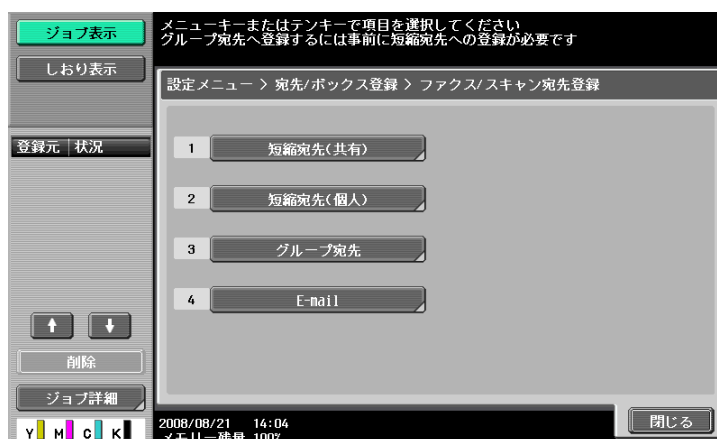 ジョブ表示
しおり表示
登録元 状況
削除
ジョブ詳細
Y M C K
メニューキーまたはテンキーで項目を選択してください
グループ宛先へ登録するには事前に短縮宛先への登録が必要です
設定メニュー > 宛先/ボックス登録 > ファクス/スキャン宛先登録
1 短縮宛先(共有)
2 短縮宛先(個人)
3 グループ宛先
4 E-mail
2008/08/21 14:04
メモリー残量 100%
閉じる